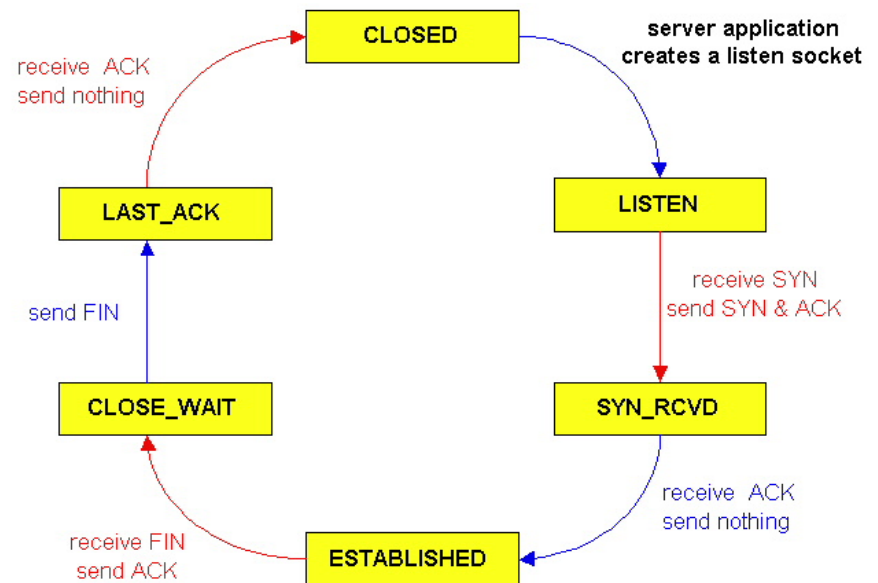 CLOSED
server application
creates a listen socket
receive ACK
send nothing
LAST_ACK
LISTEN
receive SYN
send SYN & ACK
send FIN
CLOSE_WAIT
SYN_RCVD
receive ACK
send nothing
receive FIN
send ACK
ESTABLISHED